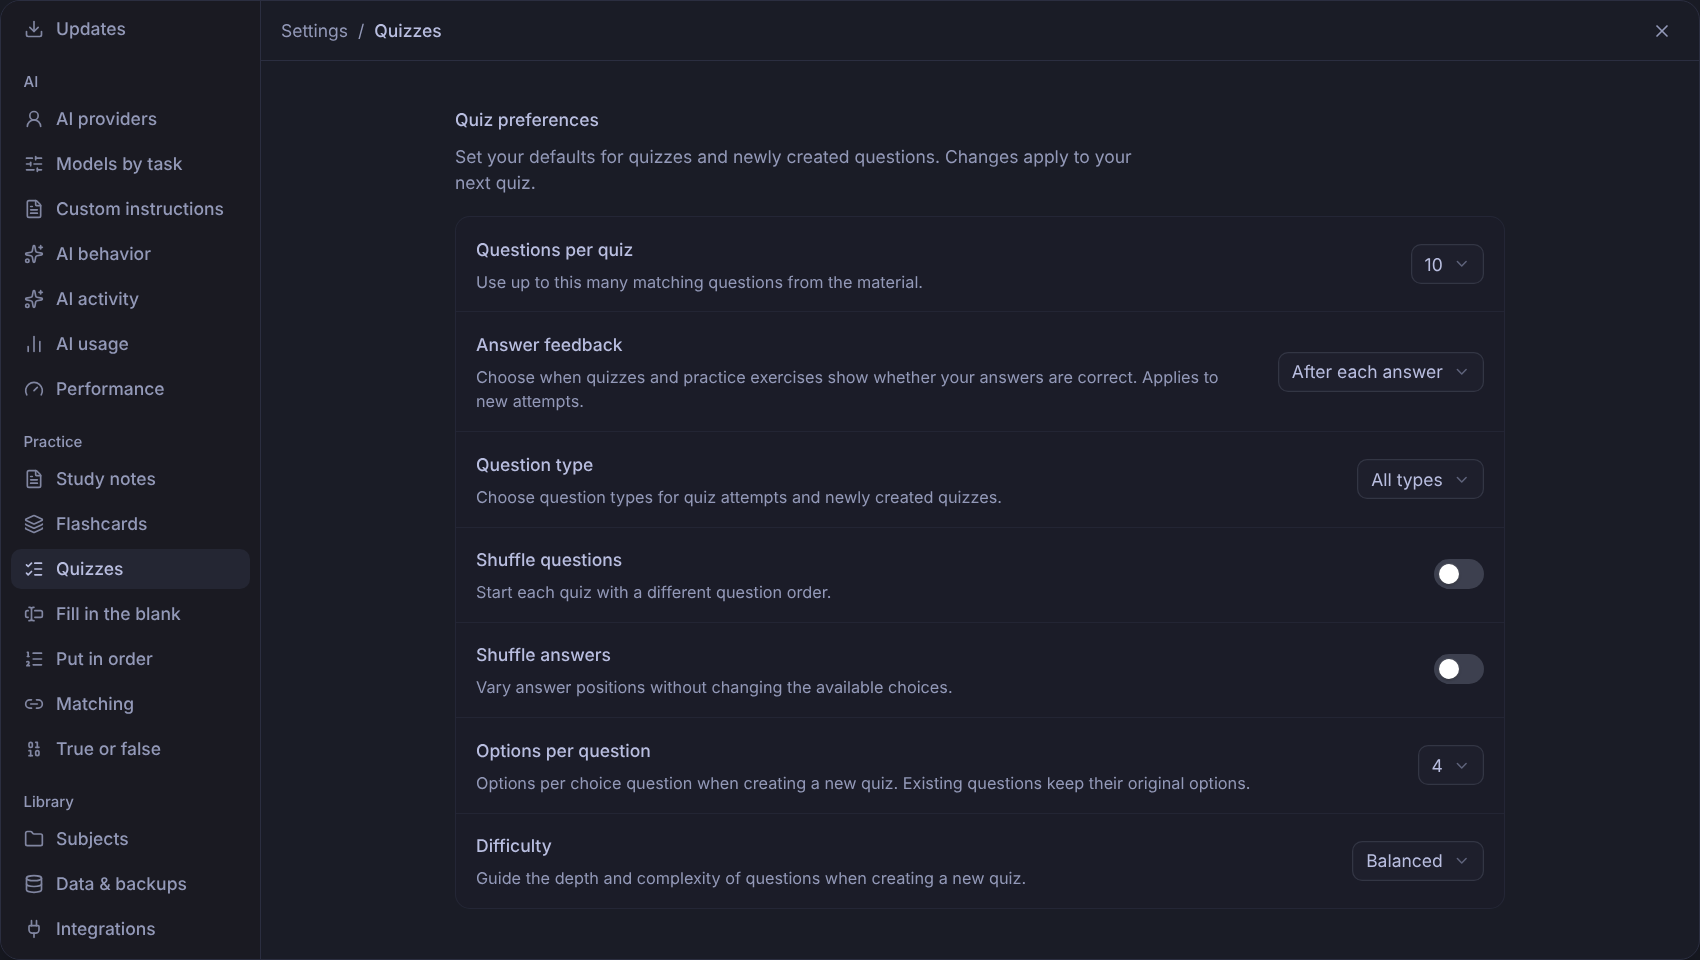 Updates
AI
AI providers
Models by task
Custom instructions
AI behavior
AI activity
AI usage
Performance
Practice
Study notes
Flashcards
Quizzes
Fill in the blank
Put in order
Matching
True or false
Library
Subjects
Data & backups
Integrations
Settings / Quizzes
Quiz preferences
Set your defaults for quizzes and newly created questions. Changes apply to your
next quiz.
Questions per quiz
Use up to this many matching questions from the material.
10
Answer feedback
Choose when quizzes and practice exercises show whether your answers are correct. Applies to
new attempts.
After each answer
Question type
Choose question types for quiz attempts and newly created quizzes.
All types
Shuffle questions
Start each quiz with a different question order.
Shuffle answers
Vary answer positions without changing the available choices.
Options per question
Options per choice question when creating a new quiz. Existing questions keep their original options.
4
Difficulty
Guide the depth and complexity of questions when creating a new quiz.
Balanced